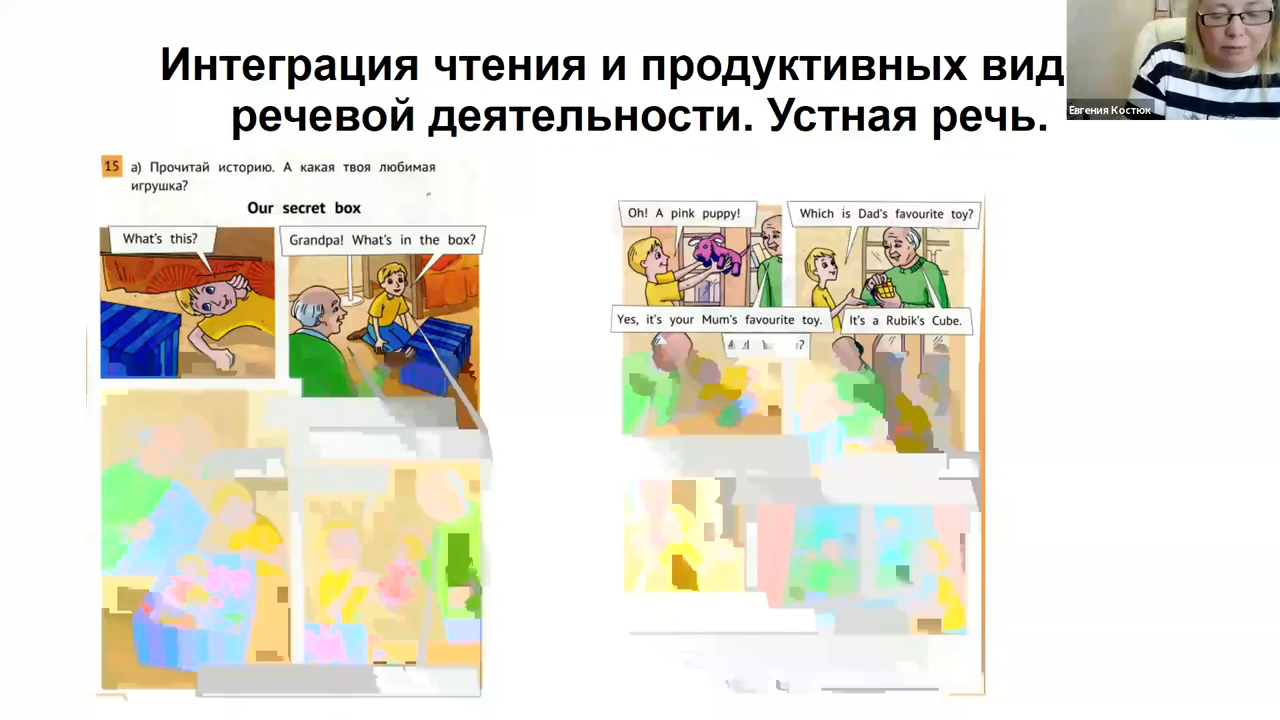 Интеграция чтения и продуктивных вид
речевой деятельности. Устная речь.
Евгения Костюк
15 а) Прочитай историю. А какая твоя любимая
игрушка?
Our secret box
What's this?
Grandpa! What's in the box?
Oh! A pink puppy!
Which is Dad's favourite toy?
Yes, it's your Mum's favourite toy.
It's a Rubik's Cube.